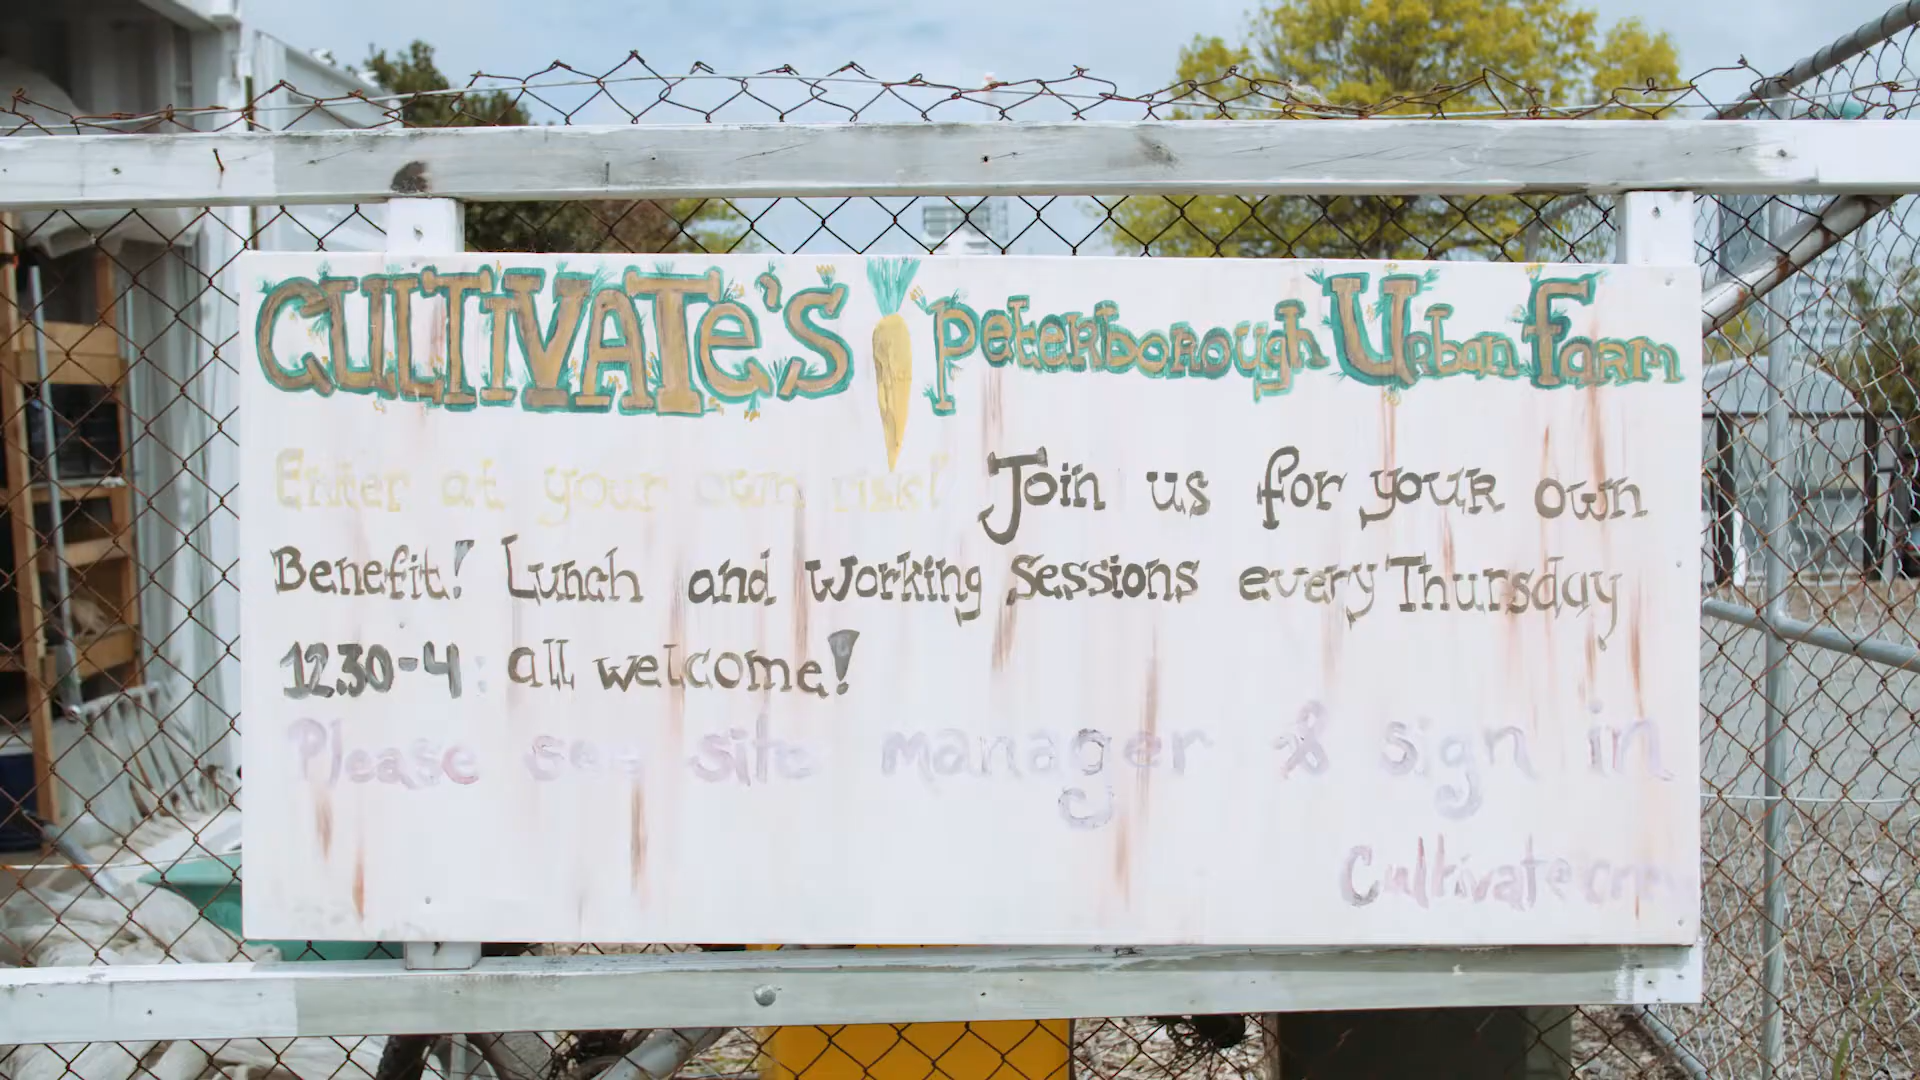 CULTIVATe's peterborough Urban Farm
Enter at your own risk! Join us for your own
Benefit! Lunch and working sessions every Thursday
12.30-4: all welcome!
Please see site manager & sign in
Cultivate crew